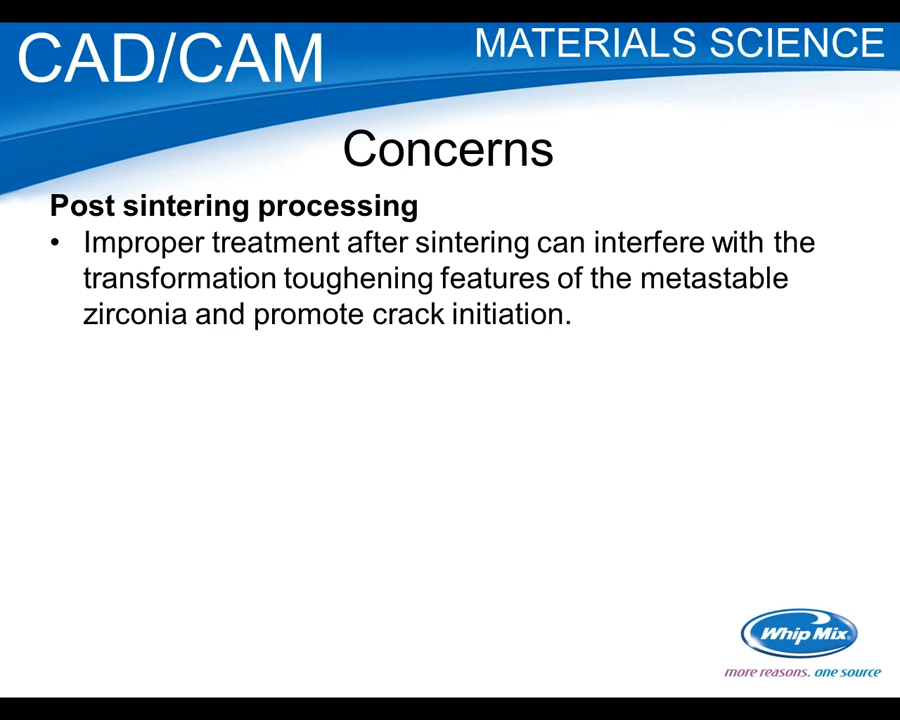 CAD/CAM
MATERIALS SCIENCE
Concerns
Post sintering processing
• Improper treatment after sintering can interfere with the
transformation toughening features of the metastable
zirconia and promote crack initiation.
Whip Mix®
more reasons. one source